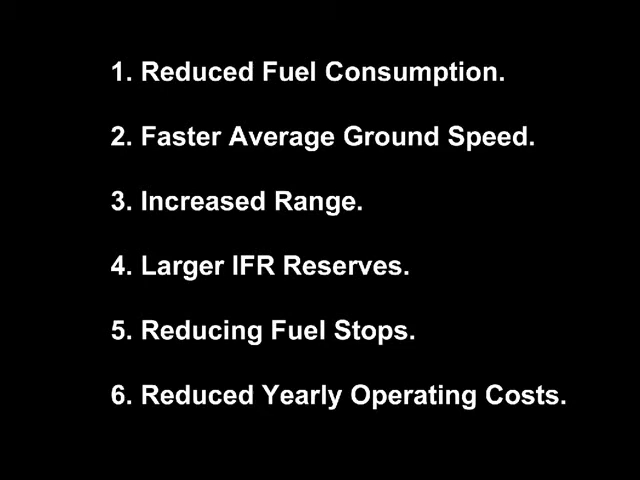 1. Reduced Fuel Consumption.
2. Faster Average Ground Speed.
3. Increased Range.
4. Larger IFR Reserves.
5. Reducing Fuel Stops.
6. Reduced Yearly Operating Costs.